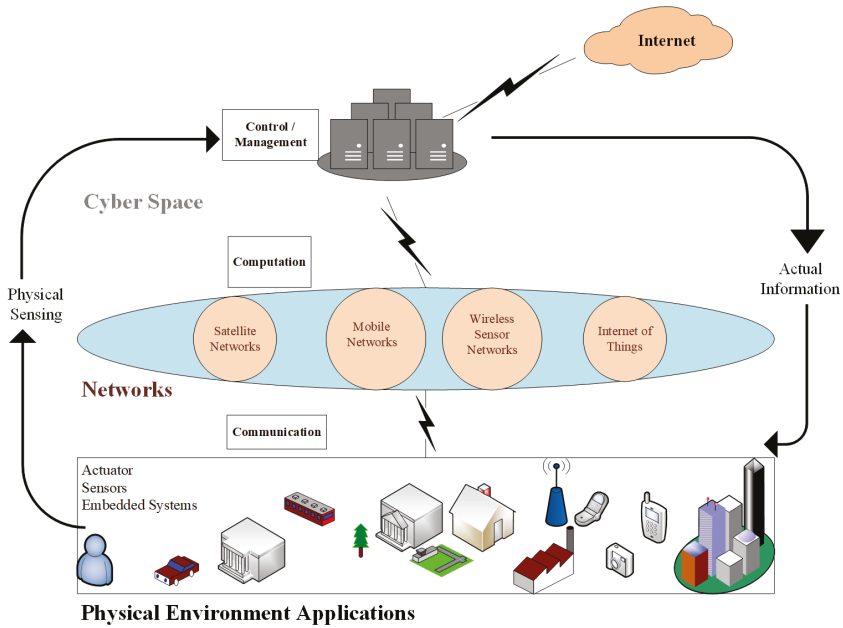 Internet
Control /
Management
Cyber Space
Computation
Physical
Sensing
Actual
Information
Satellite
Networks
Mobile
Networks
Wireless
Sensor
Networks
Internet of
Things
Networks
Communication
Actuator
Sensors
Embedded Systems
Physical Environment Applications